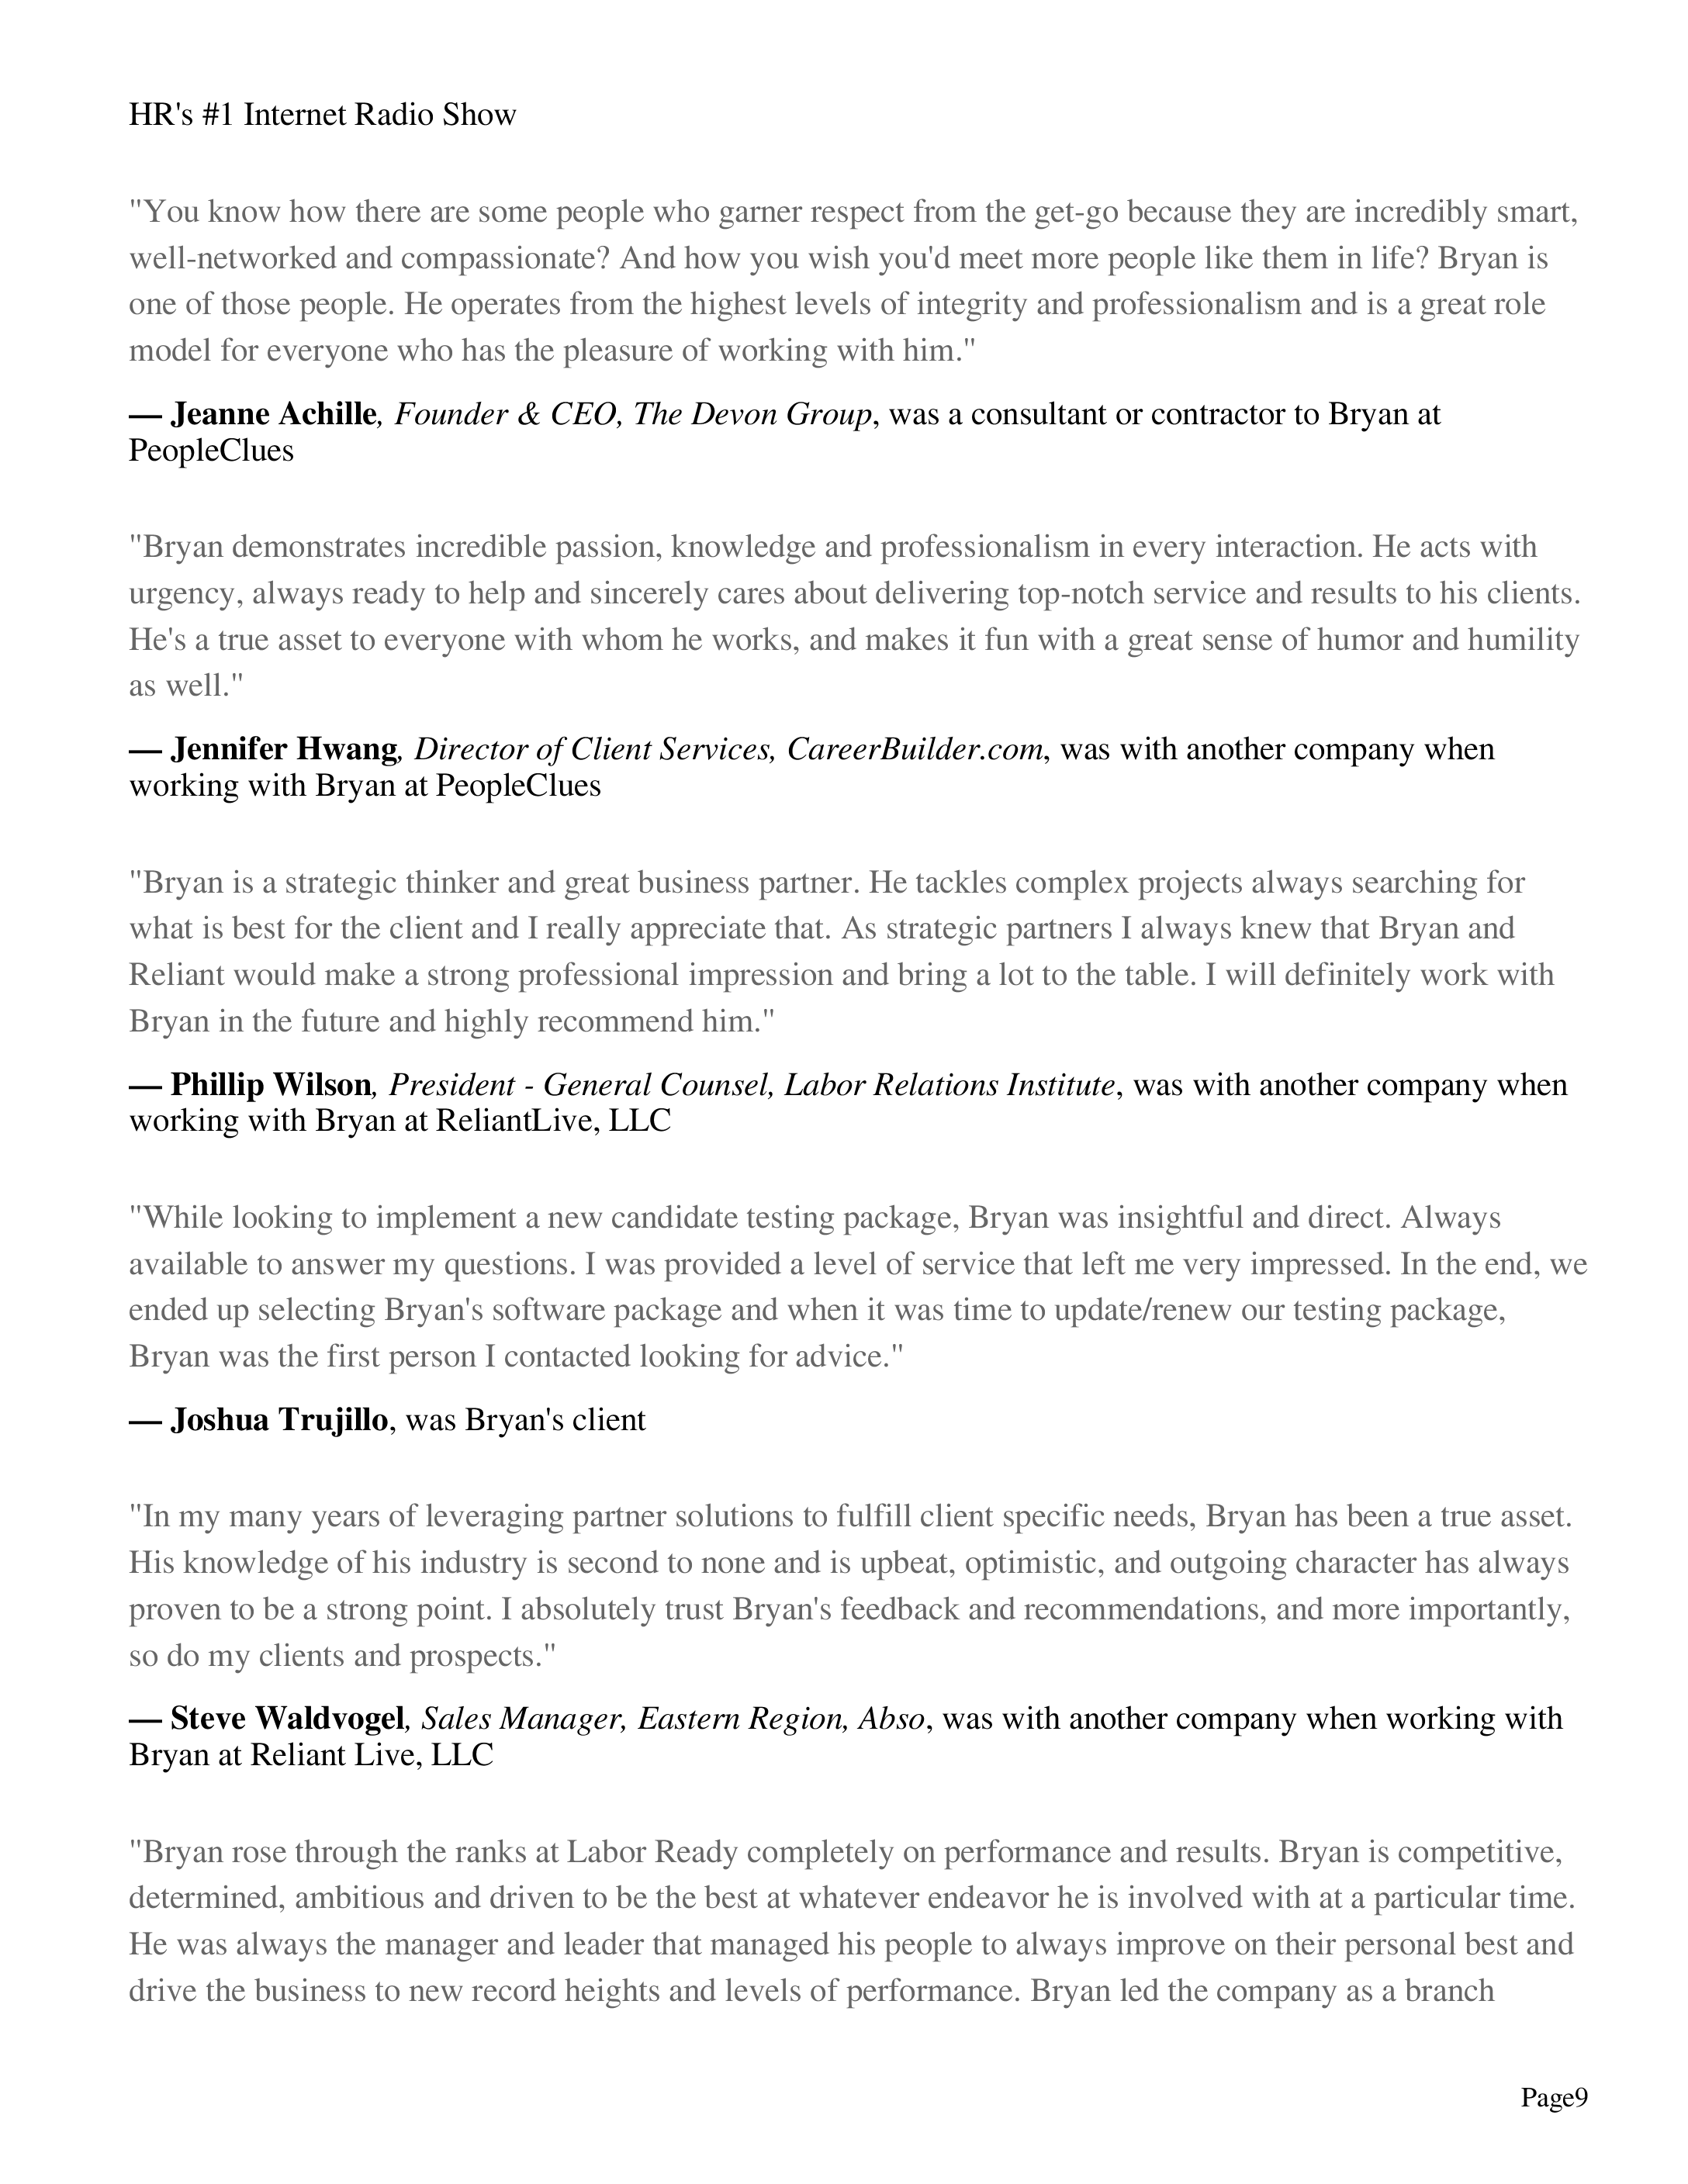 HR's #1 Internet Radio Show
"You know how there are some people who garner respect from the get-go because they are incredibly smart,
well-networked and compassionate? And how you wish you'd meet more people like them in life? Bryan is
one of those people. He operates from the highest levels of integrity and professionalism and is a great role
model for everyone who has the pleasure of working with him."
— Jeanne Achille, Founder & CEO, The Devon Group, was a consultant or contractor to Bryan at
PeopleClues
"Bryan demonstrates incredible passion, knowledge and professionalism in every interaction. He acts with
urgency, always ready to help and sincerely cares about delivering top-notch service and results to his clients.
He's a true asset to everyone with whom he works, and makes it fun with a great sense of humor and humility
as well."
— Jennifer Hwang, Director of Client Services, CareerBuilder.com, was with another company when
working with Bryan at PeopleClues
"Bryan is a strategic thinker and great business partner. He tackles complex projects always searching for
what is best for the client and I really appreciate that. As strategic partners I always knew that Bryan and
Reliant would make a strong professional impression and bring a lot to the table. I will definitely work with
Bryan in the future and highly recommend him."
— Phillip Wilson, President - General Counsel, Labor Relations Institute, was with another company when
working with Bryan at ReliantLive, LLC
"While looking to implement a new candidate testing package, Bryan was insightful and direct. Always
available to answer my questions. I was provided a level of service that left me very impressed. In the end, we
ended up selecting Bryan's software package and when it was time to update/renew our testing package,
Bryan was the first person I contacted looking for advice."
— Joshua Trujillo, was Bryan's client
"In my many years of leveraging partner solutions to fulfill client specific needs, Bryan has been a true asset.
His knowledge of his industry is second to none and is upbeat, optimistic, and outgoing character has always
proven to be a strong point. I absolutely trust Bryan's feedback and recommendations, and more importantly,
so do my clients and prospects."
— Steve Waldvogel, Sales Manager, Eastern Region, Abso, was with another company when working with
Bryan at Reliant Live, LLC
"Bryan rose through the ranks at Labor Ready completely on performance and results. Bryan is competitive,
determined, ambitious and driven to be the best at whatever endeavor he is involved with at a particular time.
He was always the manager and leader that managed his people to always improve on their personal best and
drive the business to new record heights and levels of performance. Bryan led the company as a branch
Page9